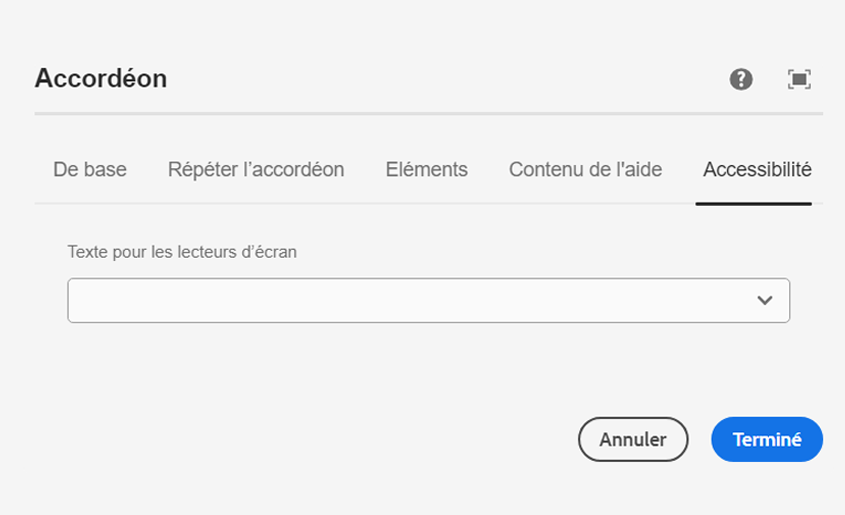 Accordéon
De base Répéter l’accordéon Eléments Contenu de l'aide Accessibilité
Texte pour les lecteurs d’écran
Annuler Terminé